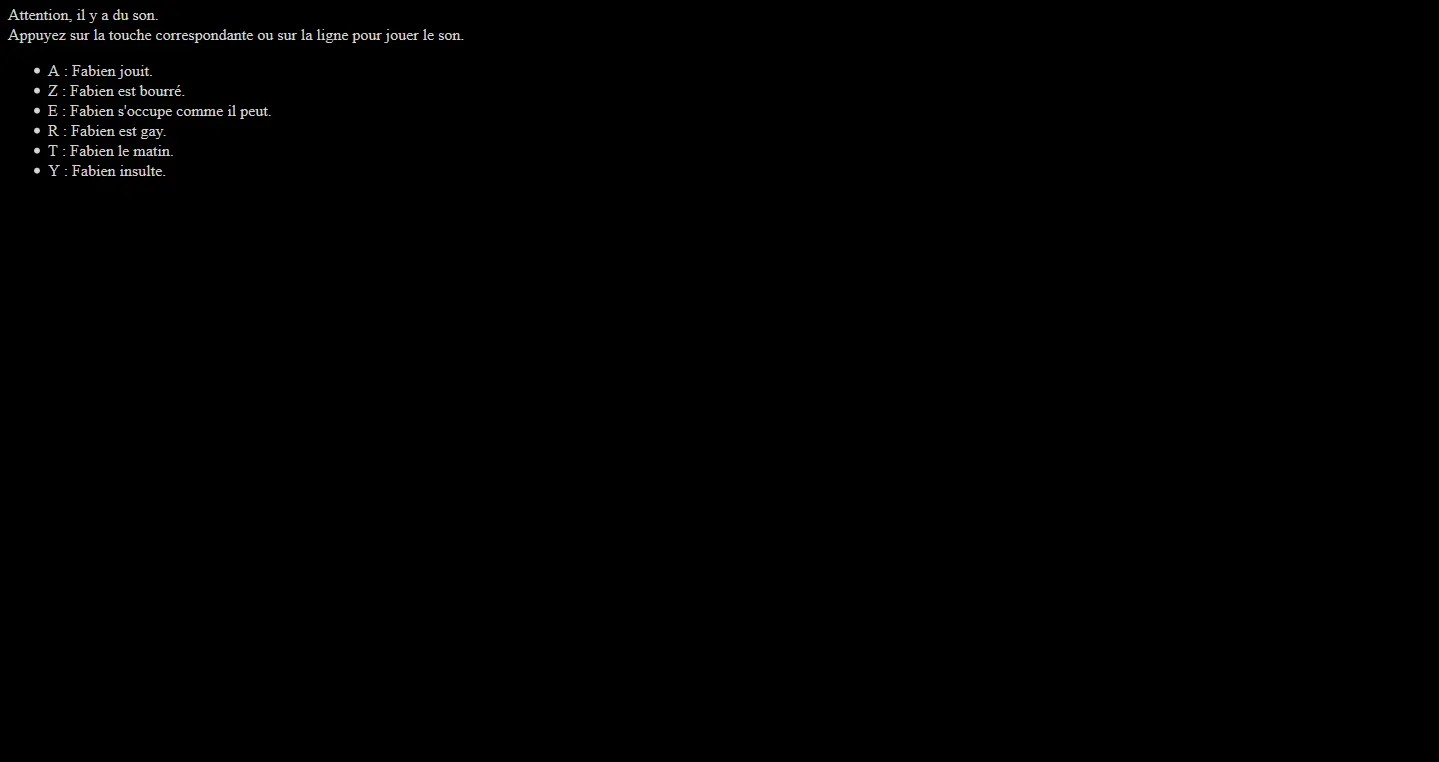 Attention, il y a du son.
Appuyez sur la touche correspondante ou sur la ligne pour jouer le son.
• A : Fabien jouit.
• Z : Fabien est bourré.
• E : Fabien s'occupe comme il peut.
• R : Fabien est gay.
• T : Fabien le matin.
• Y : Fabien insulte.